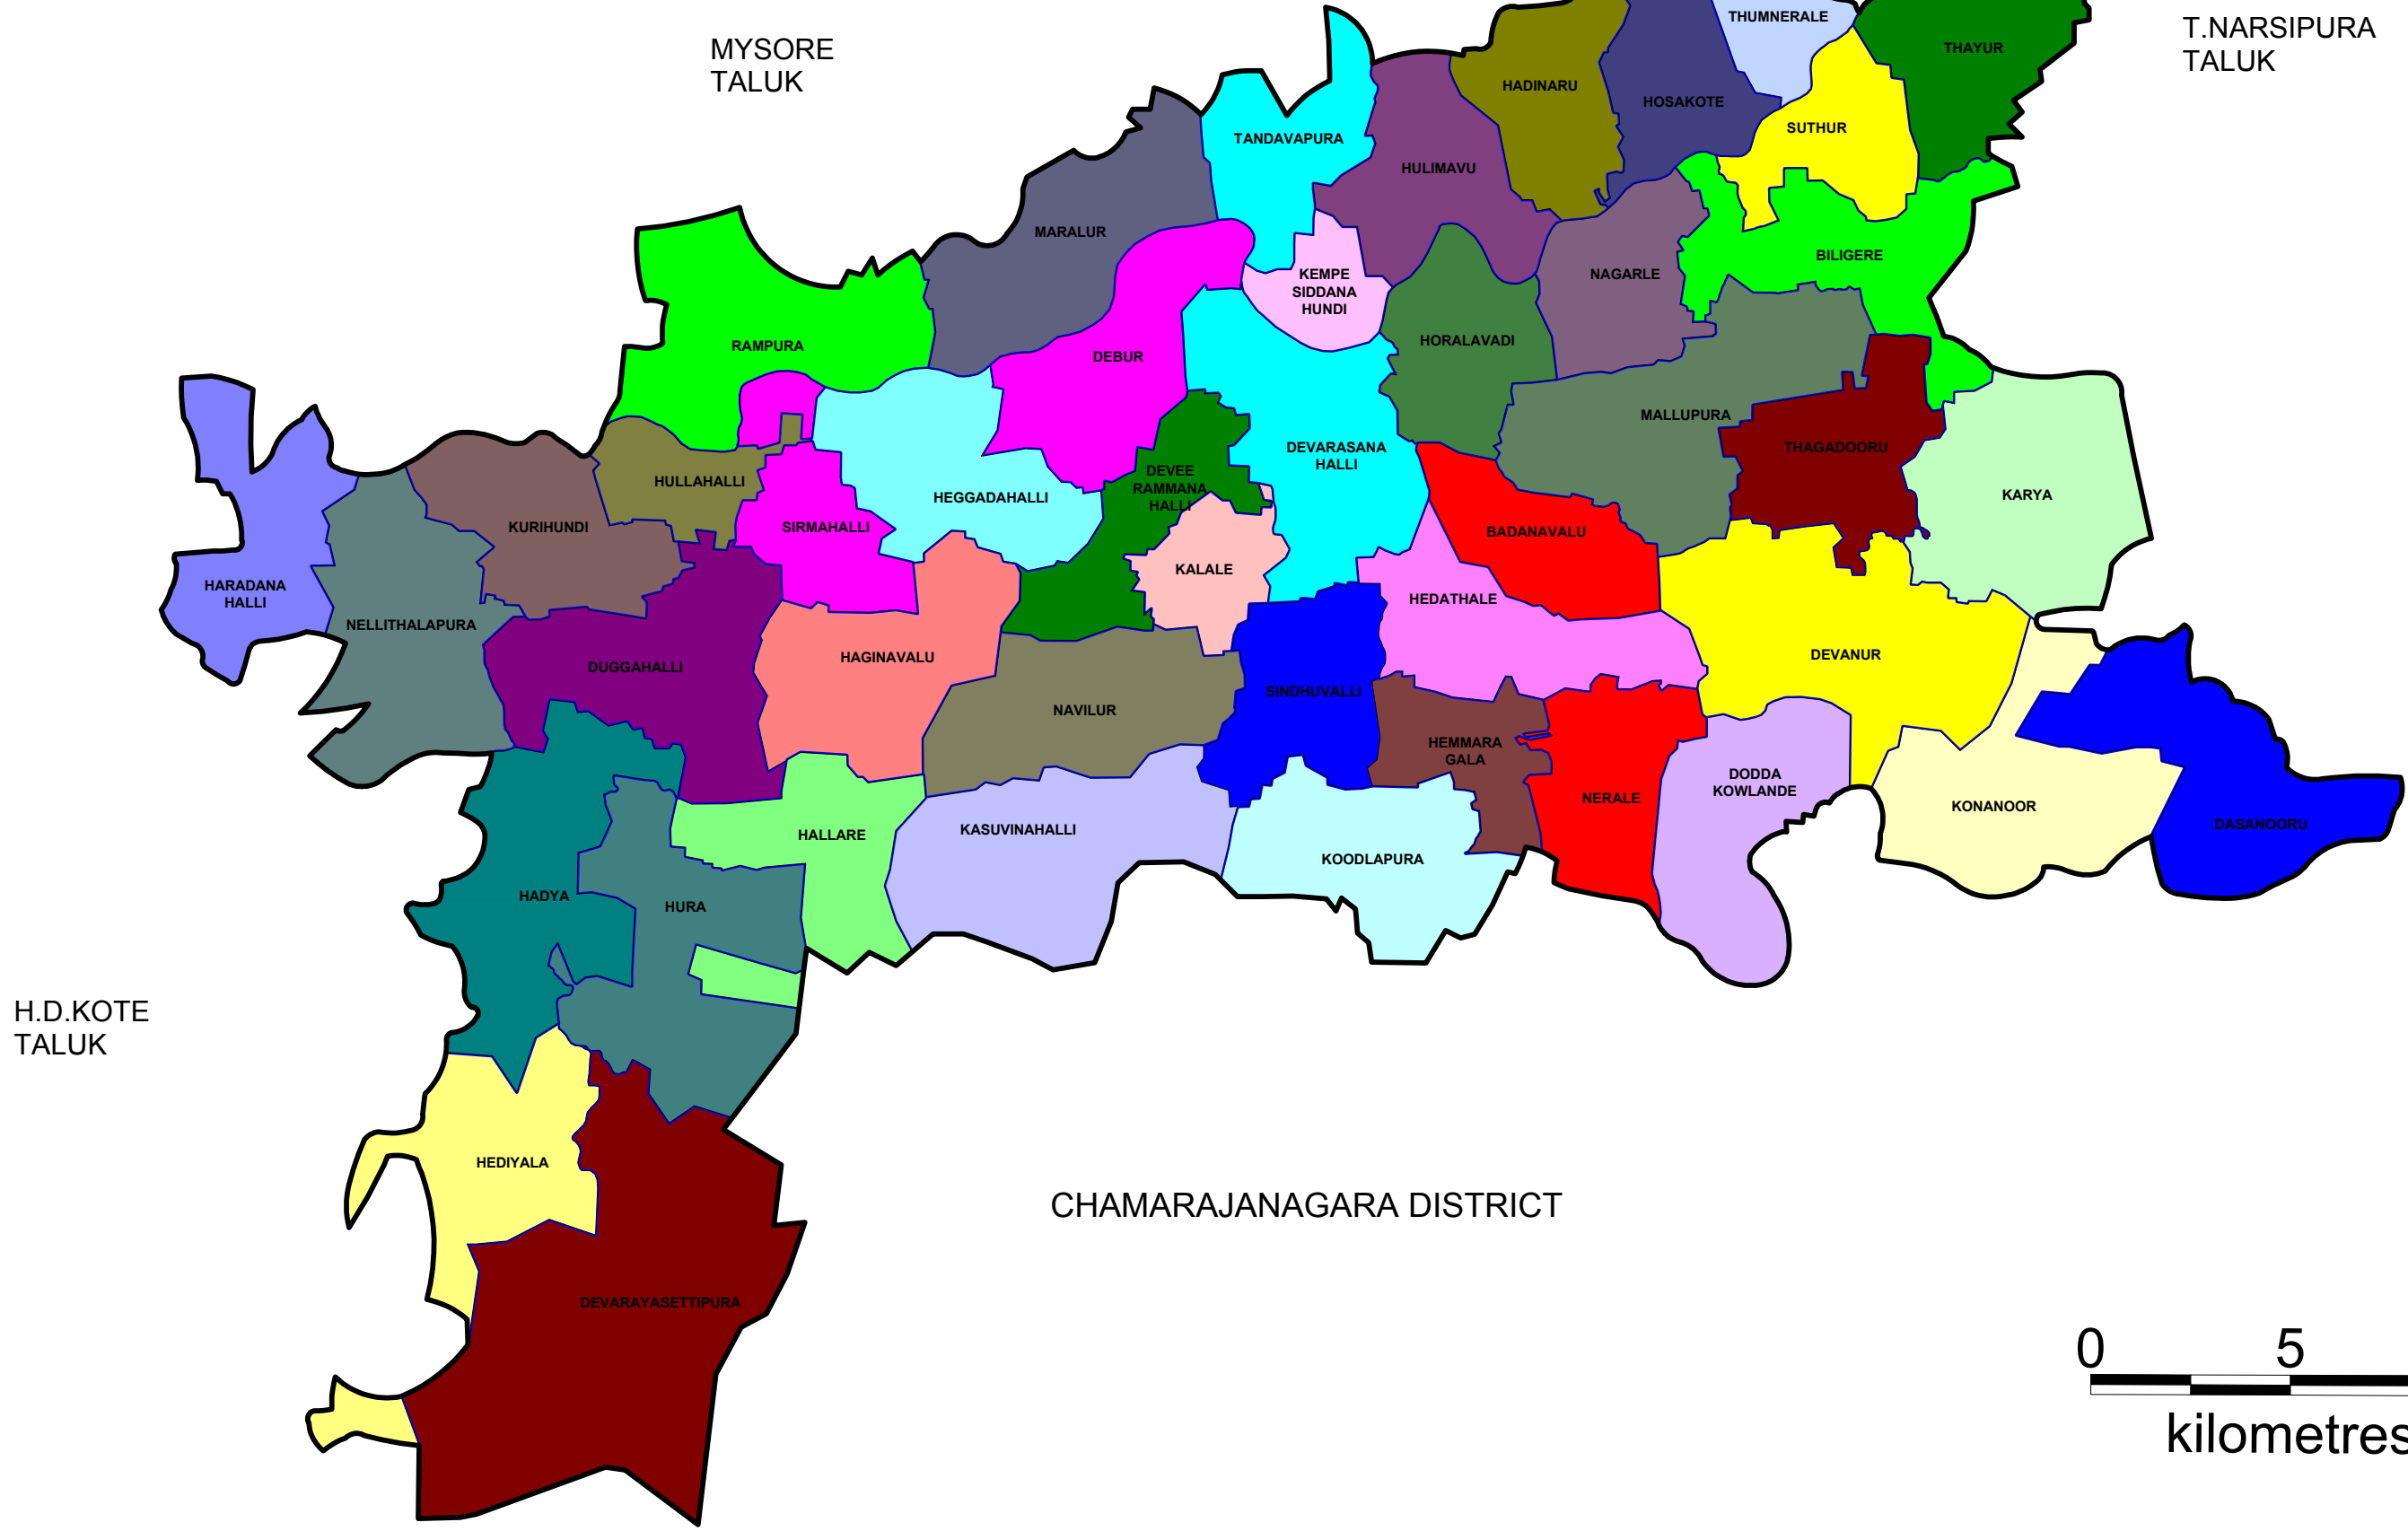 THUMNERALE
T.NARSIPURA
TALUK
MYSORE
TALUK
THAYUR
HADINARU
HOSAKOTE
SUTHUR
TANDAVAPURA
HULIMAVU
MARALUR
BILIGERE
KEMPE
SIDDANA
HUNDI
NAGARLE
RAMPURA
DEBUR
HORALAVADI
MALLUPURA
DEVARASANA
HALLI
THAGADOORU
DEVEE
RAMMANA
HALLI
HULLAHALLI
HEGGADAHALLI
KARYA
KURIHUNDI
SIRMAHALLI
BADANAVALU
KALALE
HARADANA
HALLI
HEDATHALE
NELLITHALAPURA
DUGGAHALLI
HAGINAVALU
DEVANUR
SINDHUVALLI
NAVILUR
HEMMARA
GALA
DODDA
KOWLANDE
NERALE
KONANOOR
DASANOORU
HALLARE
KASUVINAHALLI
KOODLAPURA
HADYA
HURA
H.D.KOTE
TALUK
HEDIYALA
CHAMARAJANAGARA DISTRICT
DEVARAYASETTIPURA
0 5
kilometres